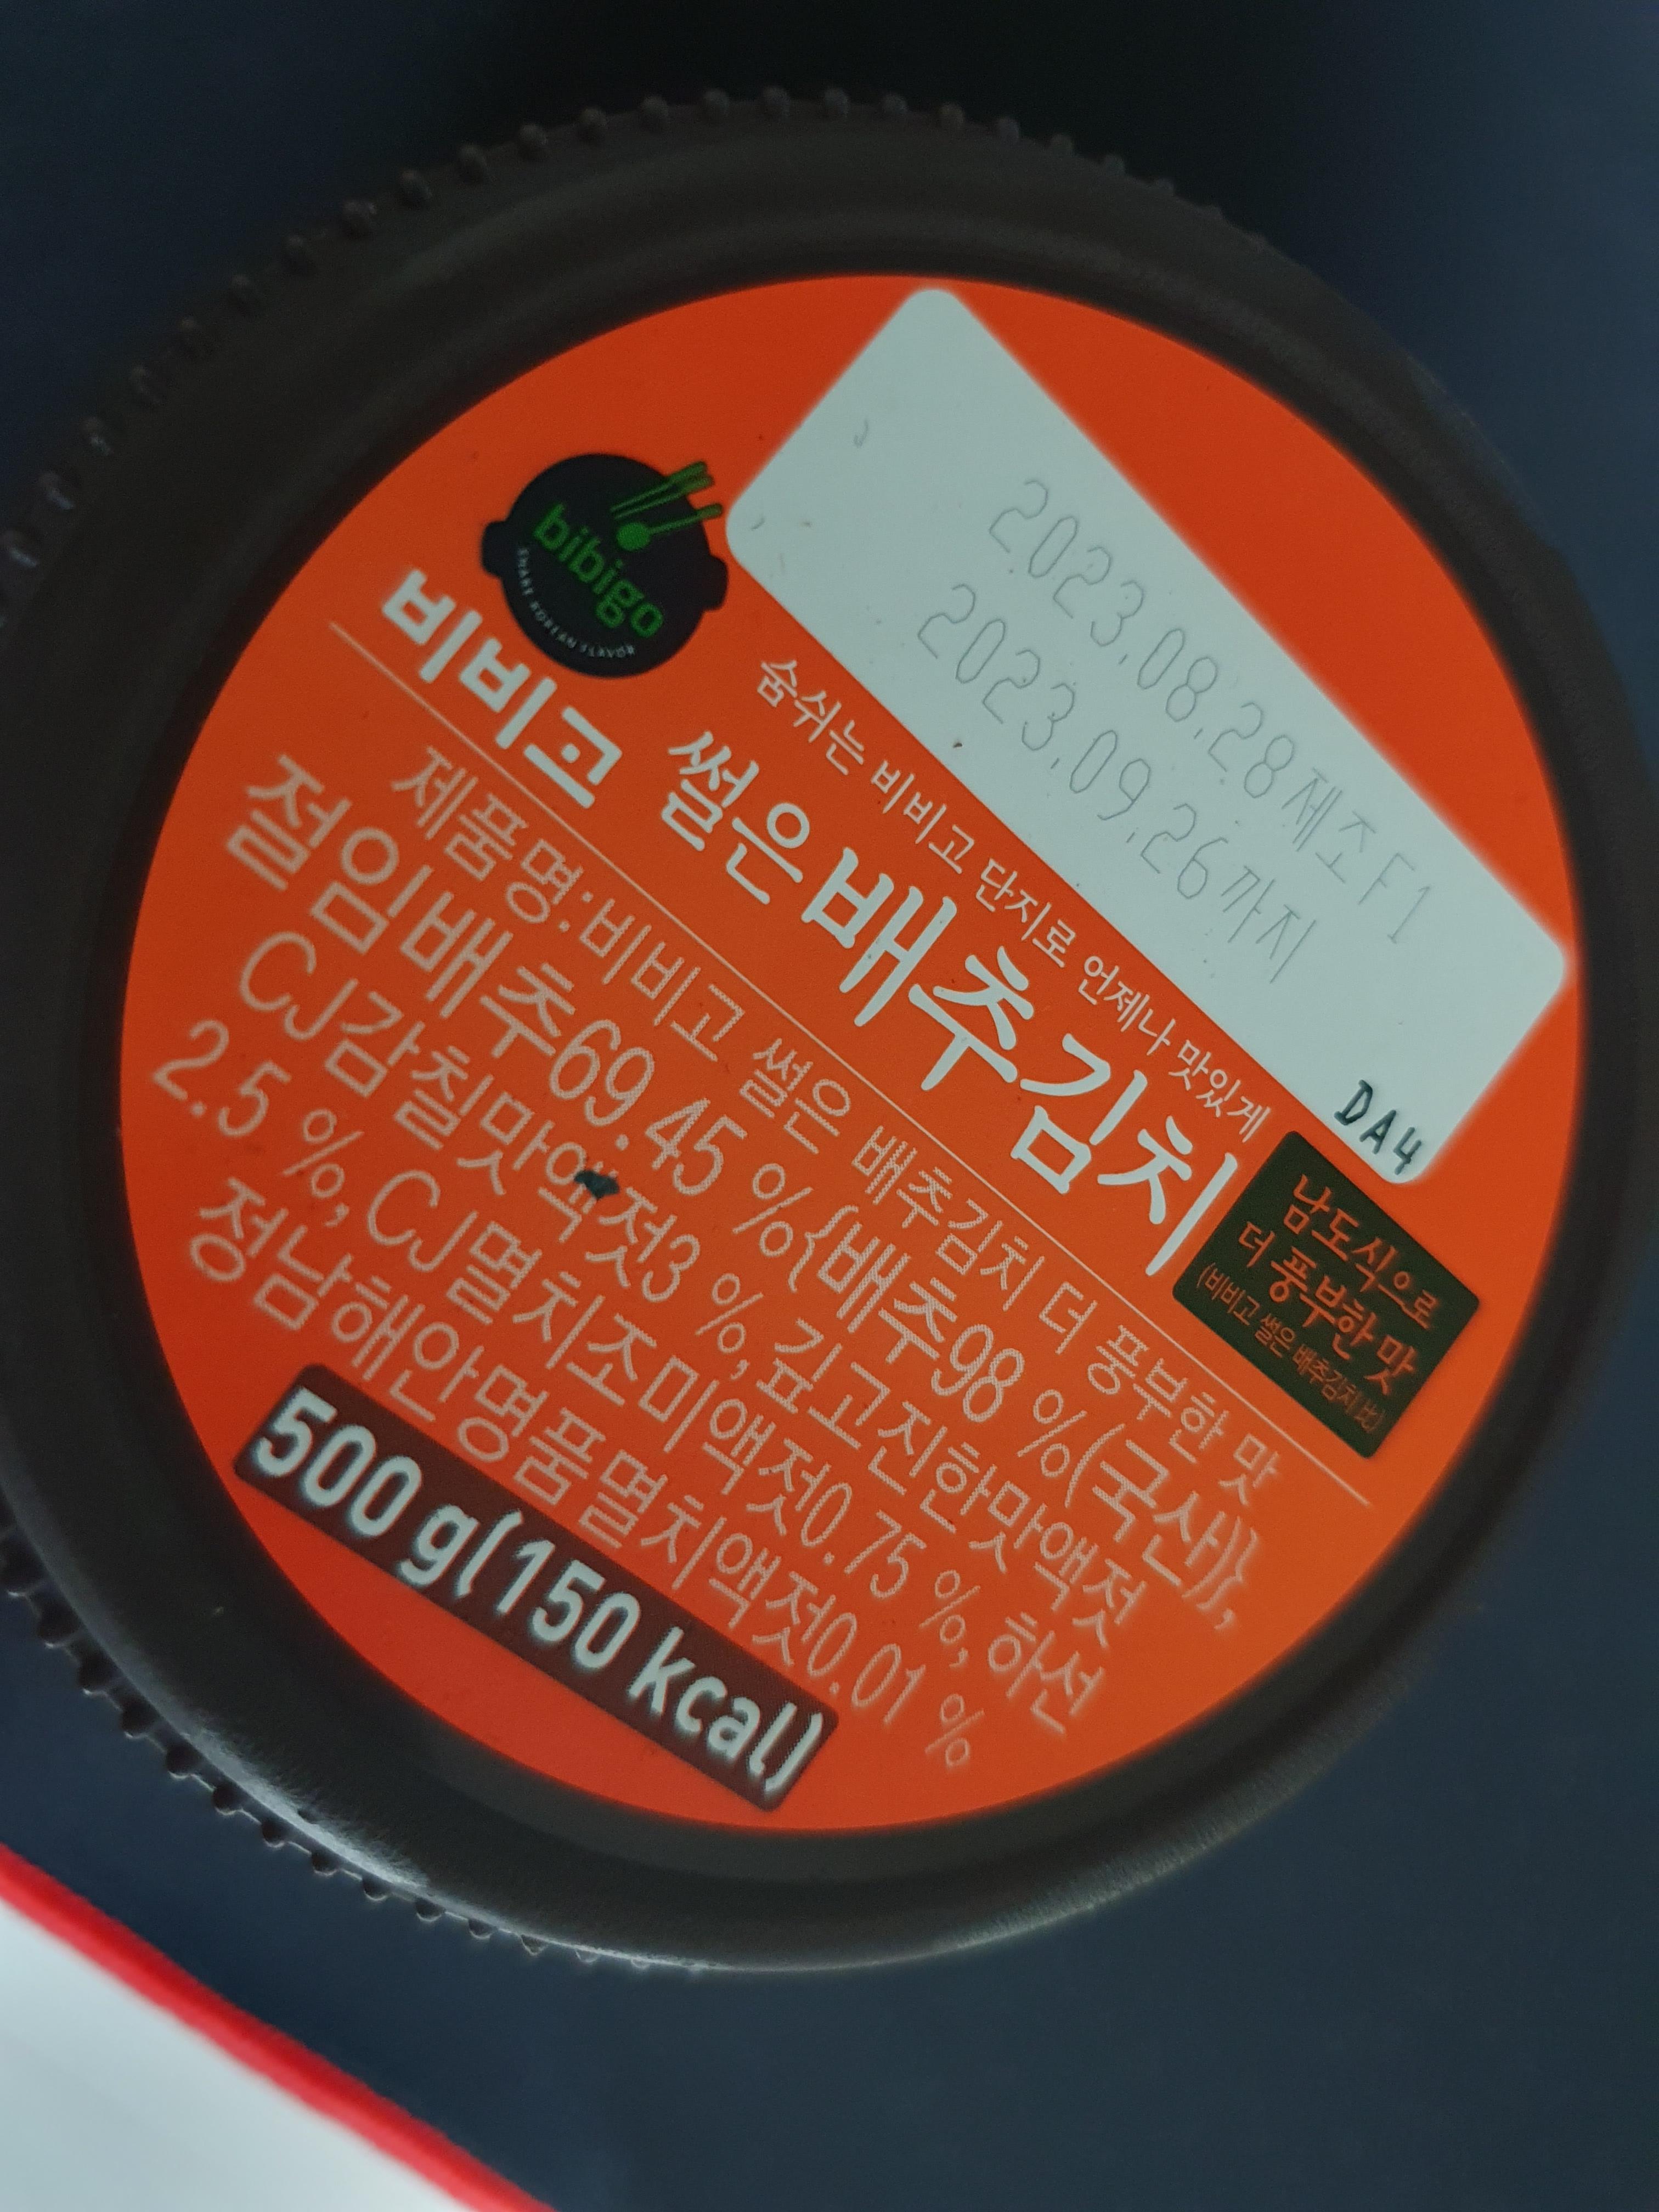 2023.08.28제조F1
2023.09.26까지
DA4
bibigo
SHARE KOREAN FLAVOR
숨쉬는 비비고 단지로 언제나 맛있게
비비고 썰은 배추김치
남도식으로
더 풍부한 맛
(비비고 썰은 배추김치 比)
제품명:비비고 썰은 배추김치 더 풍부한 맛
절임배추69.45 %{배추98 %(국산)},
CJ감칠맛액젓3 %,깊고진한맛액젓
2.5 %, CJ멸치조미액젓0.75 %, 하선
정남해안명품멸치액젓0.01 %
500 g(150 kcal)